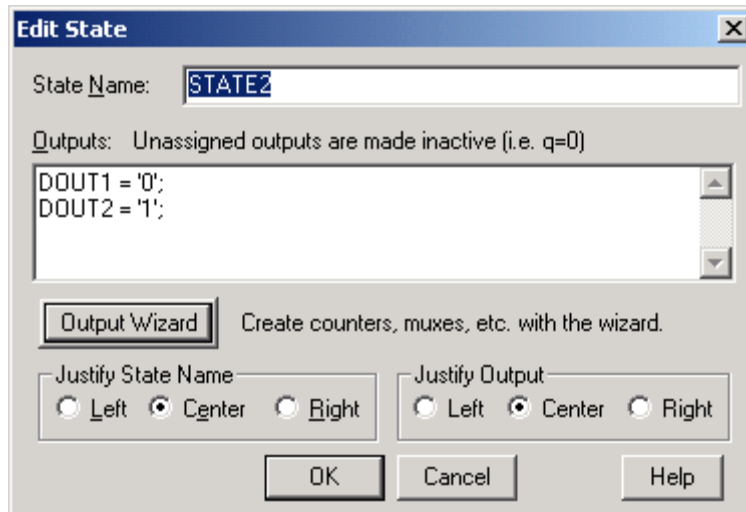 Edit State
State Name: STATE2
Outputs: Unassigned outputs are made inactive (i.e. q=0)
DOUT1 = '0';
DOUT2 = '1';
Output Wizard Create counters, muxes, etc. with the wizard.
Justify State Name Justify Output
Left Center Right Left Center Right
OK Cancel Help